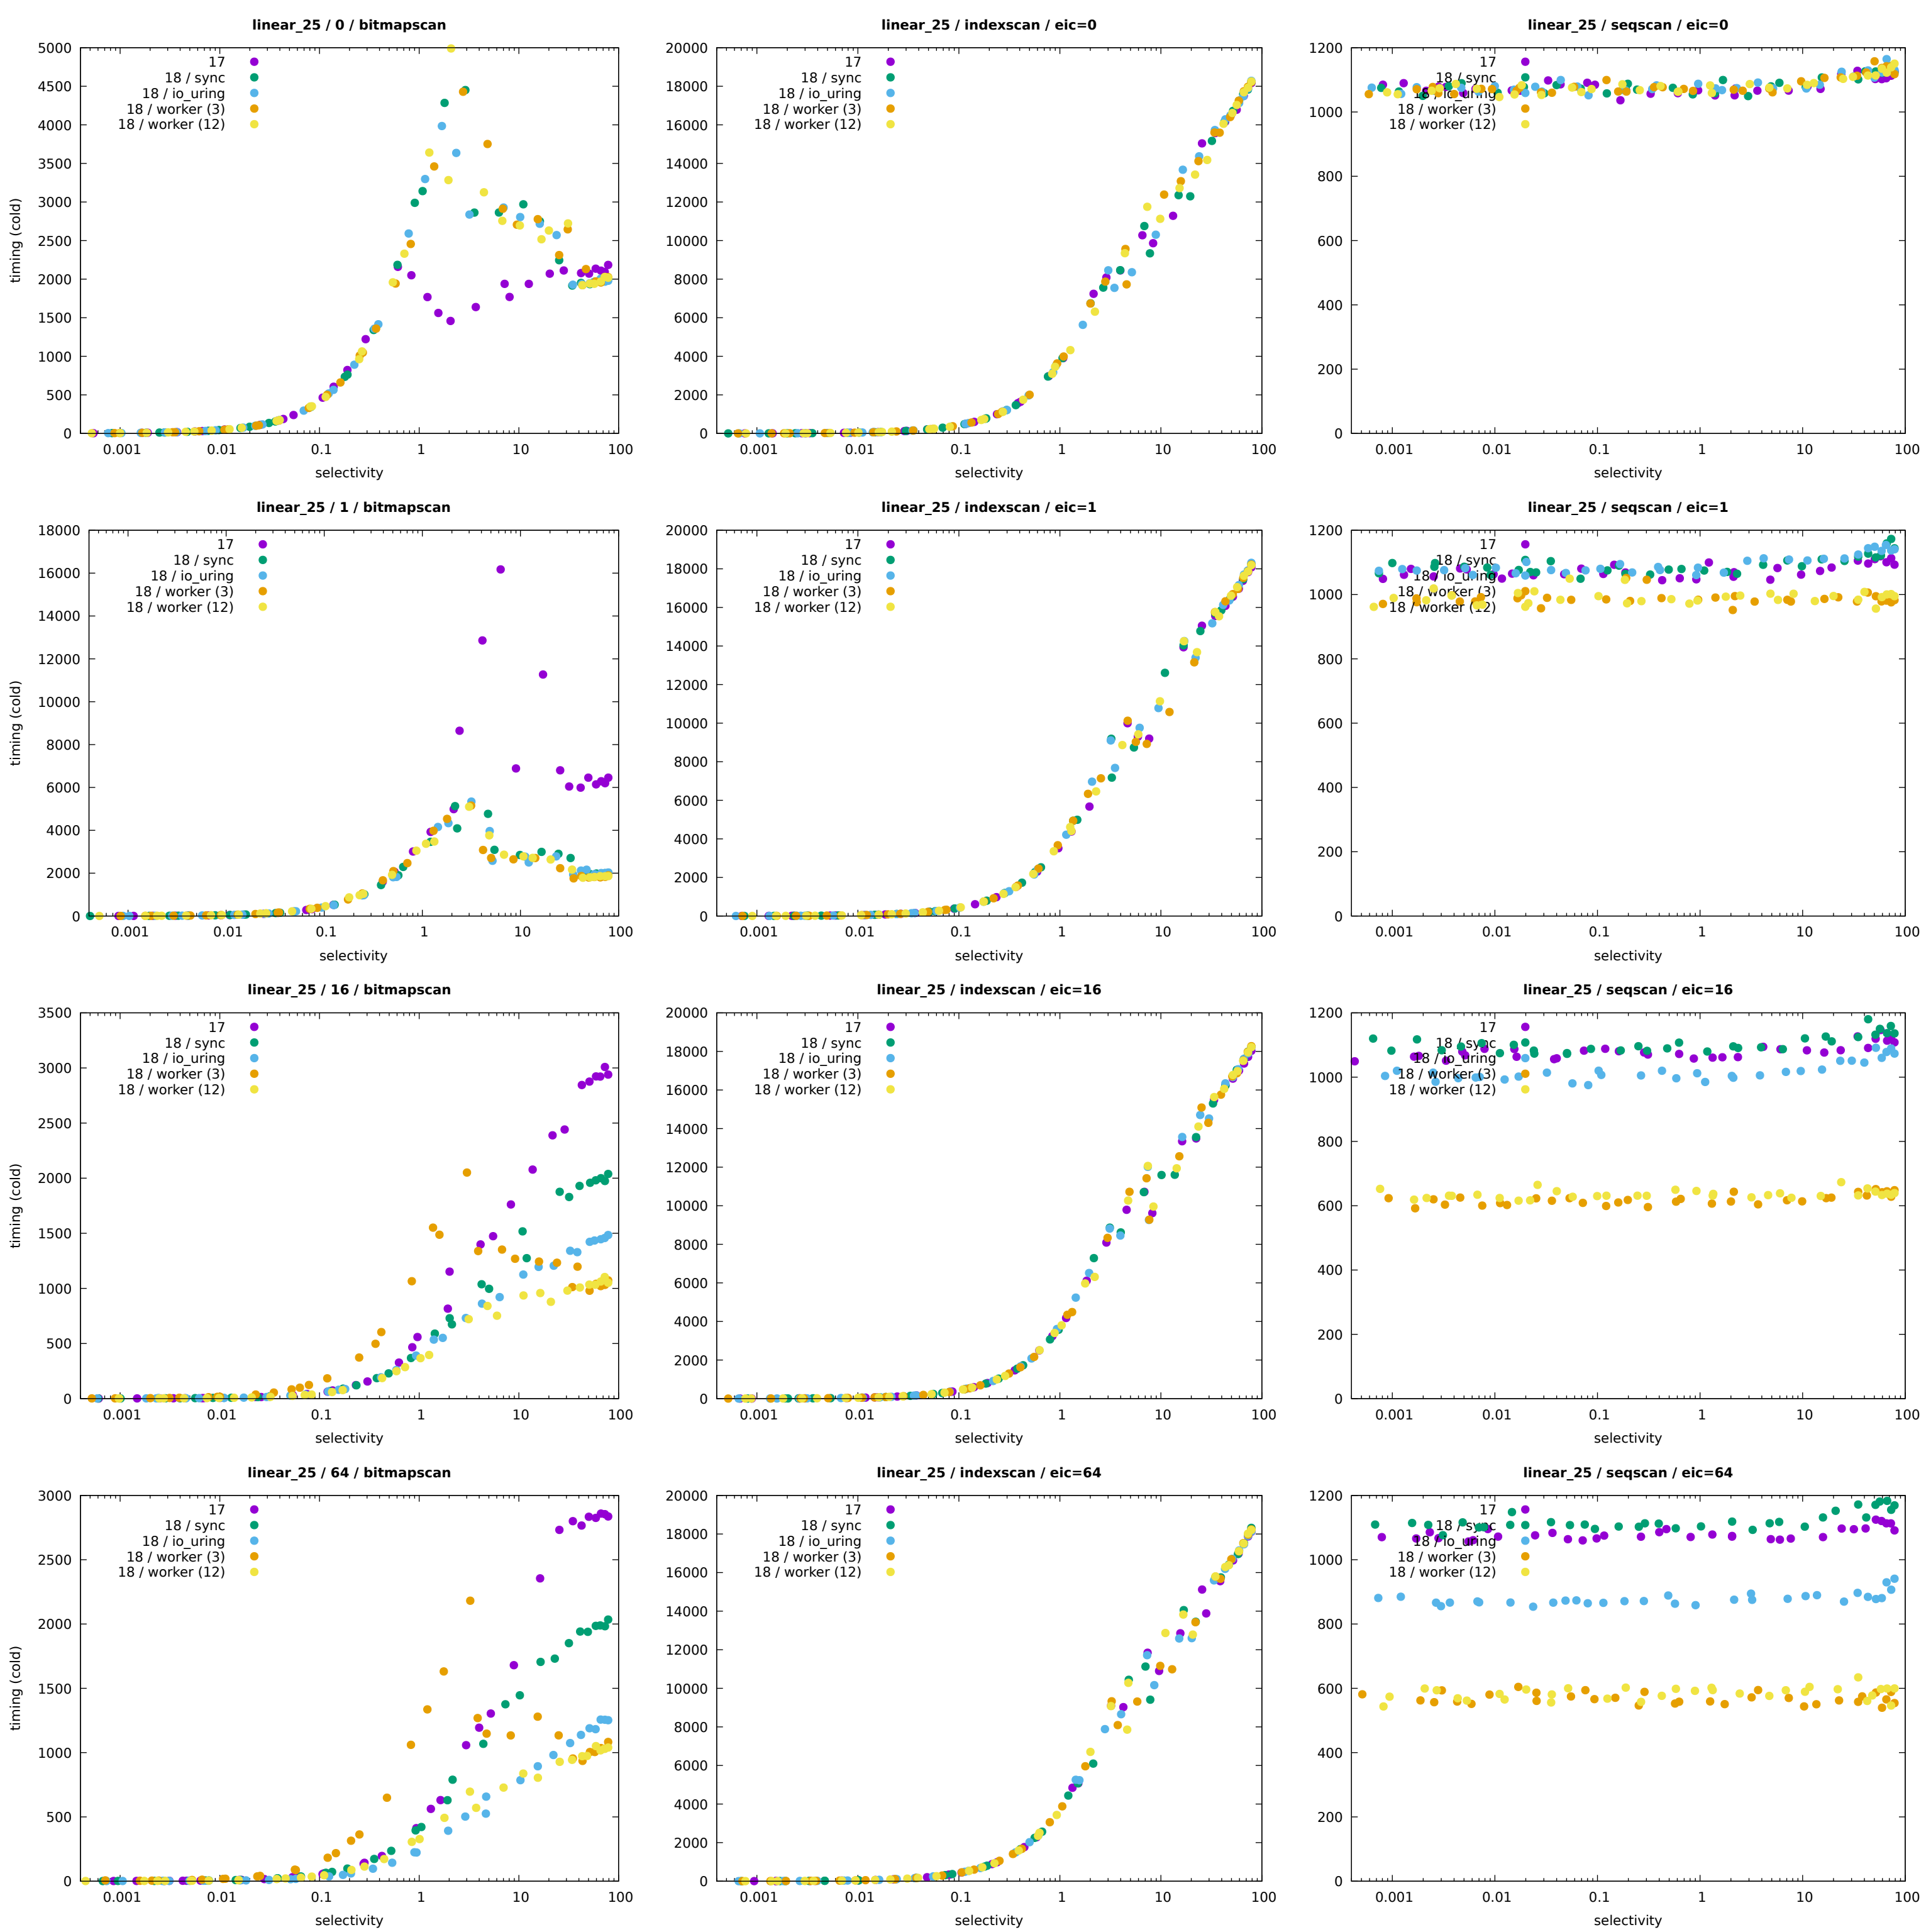 linear_25 / 0 / bitmapscan
timing (cold)
5000
4500
4000
3500
3000
2500
2000
1500
1000
500
0
17
18 / sync
18 / io_uring
18 / worker (3)
18 / worker (12)
0.001 0.01 0.1 1 10 100
selectivity
linear_25 / indexscan / eic=0
20000
18000
16000
14000
12000
10000
8000
6000
4000
2000
0
17
18 / sync
18 / io_uring
18 / worker (3)
18 / worker (12)
0.001 0.01 0.1 1 10 100
selectivity
linear_25 / seqscan / eic=0
1200
1000
800
600
400
200
0
17
18 / sync
18 / io_uring
18 / worker (3)
18 / worker (12)
0.001 0.01 0.1 1 10 100
selectivity
linear_25 / 1 / bitmapscan
timing (cold)
18000
16000
14000
12000
10000
8000
6000
4000
2000
0
17
18 / sync
18 / io_uring
18 / worker (3)
18 / worker (12)
0.001 0.01 0.1 1 10 100
selectivity
linear_25 / indexscan / eic=1
20000
18000
16000
14000
12000
10000
8000
6000
4000
2000
0
17
18 / sync
18 / io_uring
18 / worker (3)
18 / worker (12)
0.001 0.01 0.1 1 10 100
selectivity
linear_25 / seqscan / eic=1
1200
1000
800
600
400
200
0
17
18 / sync
18 / io_uring
18 / worker (3)
18 / worker (12)
0.001 0.01 0.1 1 10 100
selectivity
linear_25 / 16 / bitmapscan
timing (cold)
3500
3000
2500
2000
1500
1000
500
0
17
18 / sync
18 / io_uring
18 / worker (3)
18 / worker (12)
0.001 0.01 0.1 1 10 100
selectivity
linear_25 / indexscan / eic=16
20000
18000
16000
14000
12000
10000
8000
6000
4000
2000
0
17
18 / sync
18 / io_uring
18 / worker (3)
18 / worker (12)
0.001 0.01 0.1 1 10 100
selectivity
linear_25 / seqscan / eic=16
1200
1000
800
600
400
200
0
17
18 / sync
18 / io_uring
18 / worker (3)
18 / worker (12)
0.001 0.01 0.1 1 10 100
selectivity
linear_25 / 64 / bitmapscan
timing (cold)
3000
2500
2000
1500
1000
500
0
17
18 / sync
18 / io_uring
18 / worker (3)
18 / worker (12)
0.001 0.01 0.1 1 10 100
selectivity
linear_25 / indexscan / eic=64
20000
18000
16000
14000
12000
10000
8000
6000
4000
2000
0
17
18 / sync
18 / io_uring
18 / worker (3)
18 / worker (12)
0.001 0.01 0.1 1 10 100
selectivity
linear_25 / seqscan / eic=64
1200
1000
800
600
400
200
0
17
18 / sync
18 / io_uring
18 / worker (3)
18 / worker (12)
0.001 0.01 0.1 1 10 100
selectivity